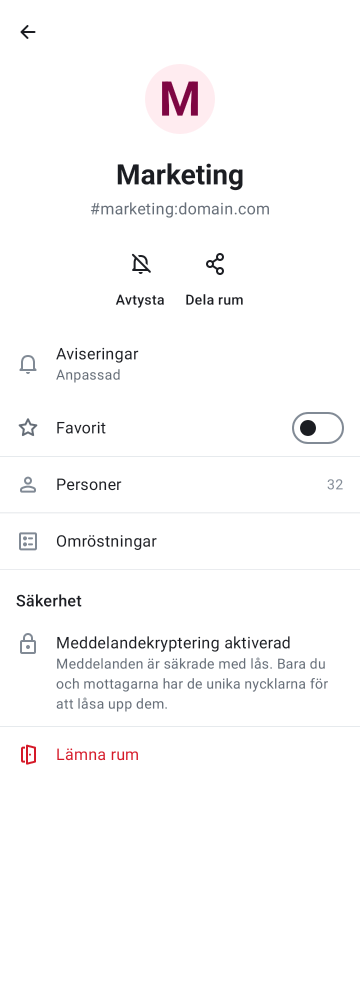 M
Marketing
#marketing:domain.com
Avtysta
Dela rum
Aviseringar
Anpassad
Favorit
Personer
32
Omröstningar
Säkerhet
Meddelandekryptering aktiverad
Meddelanden är säkrade med lås. Bara du
och mottagarna har de unika nycklarna för
att låsa upp dem.
Lämna rum